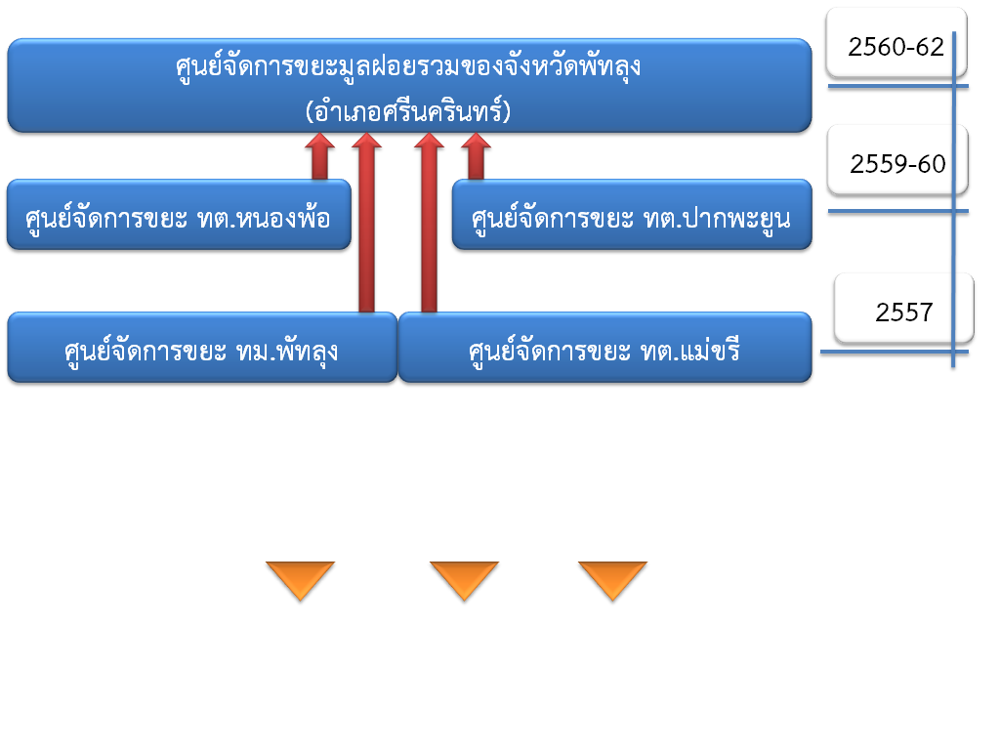 ศูนย์จัดการขยะมูลฝอยรวมของจังหวัดพัทลุง
(อำเภอศรีนครินทร์)
2560-62
2559-60
ศูนย์จัดการขยะ ทต.หนองพ้อ
ศูนย์จัดการขยะ ทต.ปากพะยูน
2557
ศูนย์จัดการขยะ ทม.พัทลุง
ศูนย์จัดการขยะ ทต.แม่ขรี